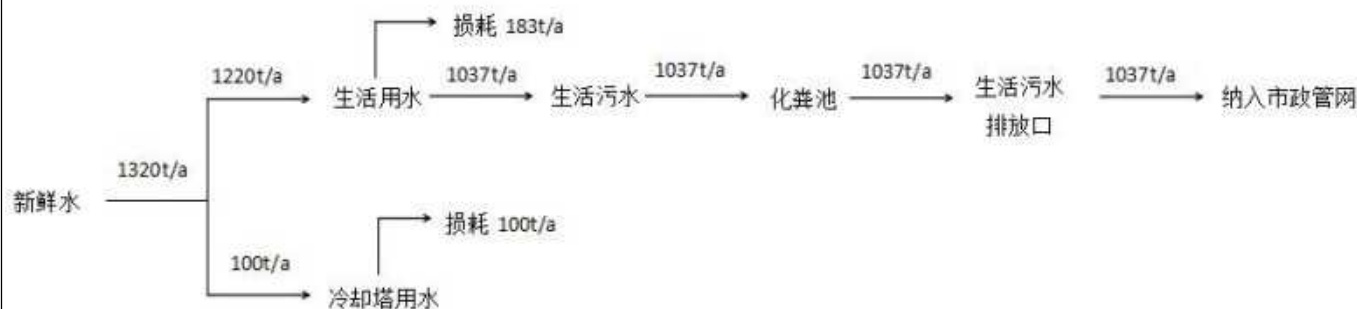 损耗 183t/a
1220t/a
生活用水
1037t/a
生活污水
1037t/a
化粪池
1037t/a
生活污水
排放口
1037t/a
纳入市政管网
新鲜水
1320t/a
损耗 100t/a
100t/a
冷却塔用水